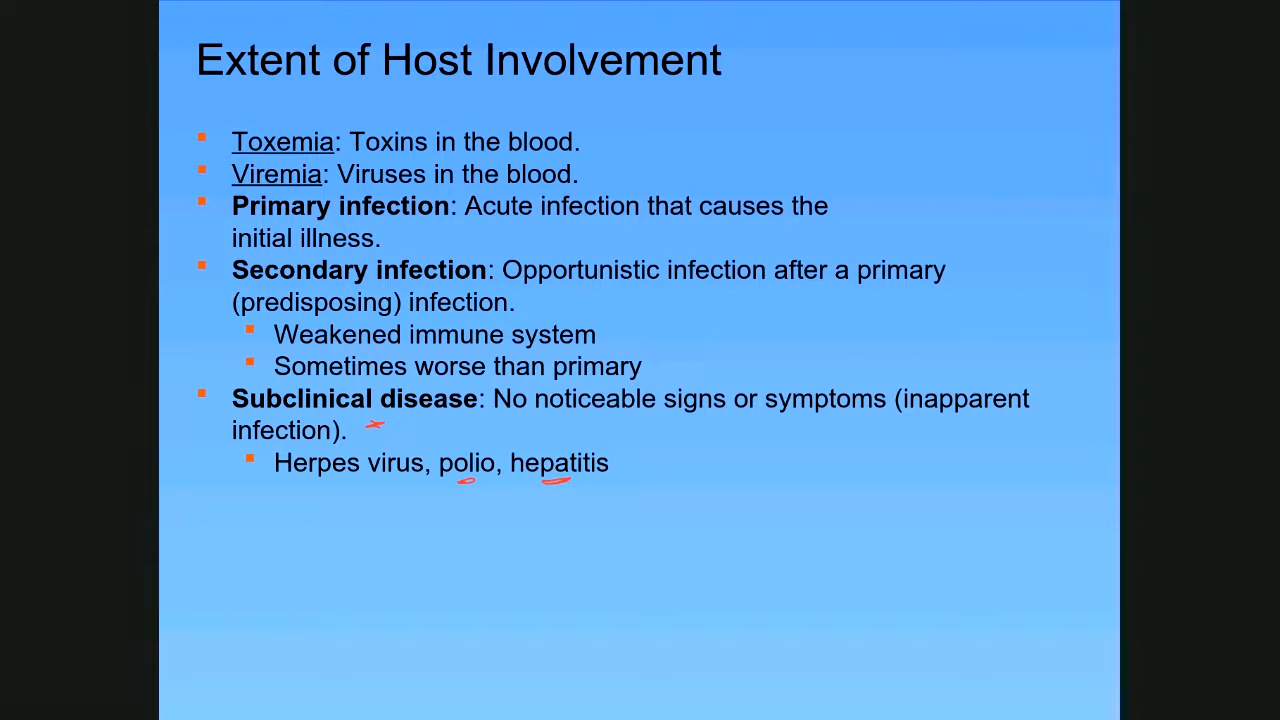 Extent of Host Involvement
Toxemia: Toxins in the blood.
Viremia: Viruses in the blood.
Primary infection: Acute infection that causes the
initial illness.
Secondary infection: Opportunistic infection after a primary
(predisposing) infection.
Weakened immune system
Sometimes worse than primary
Subclinical disease: No noticeable signs or symptoms (inapparent
infection).
Herpes virus, polio, hepatitis